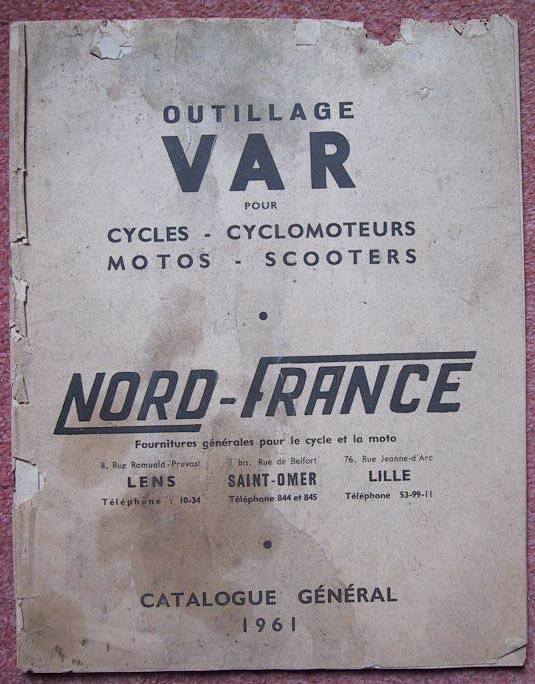 OUTILLAGE
VAR
POUR
CYCLES - CYCLOMOTEURS
MOTOS - SCOOTERS
NORD-FRANCE
Fournitures générales pour le cycle et la moto
8, Rue Romuald-Pruvost
LENS
Téléphone : 10-34
bis, Rue de Belfort
SAINT-OMER
Téléphone 844 et 845
76, Rue Jeanne-d'Arc
LILLE
Téléphone 53-99-11
CATALOGUE GÉNÉRAL
1961